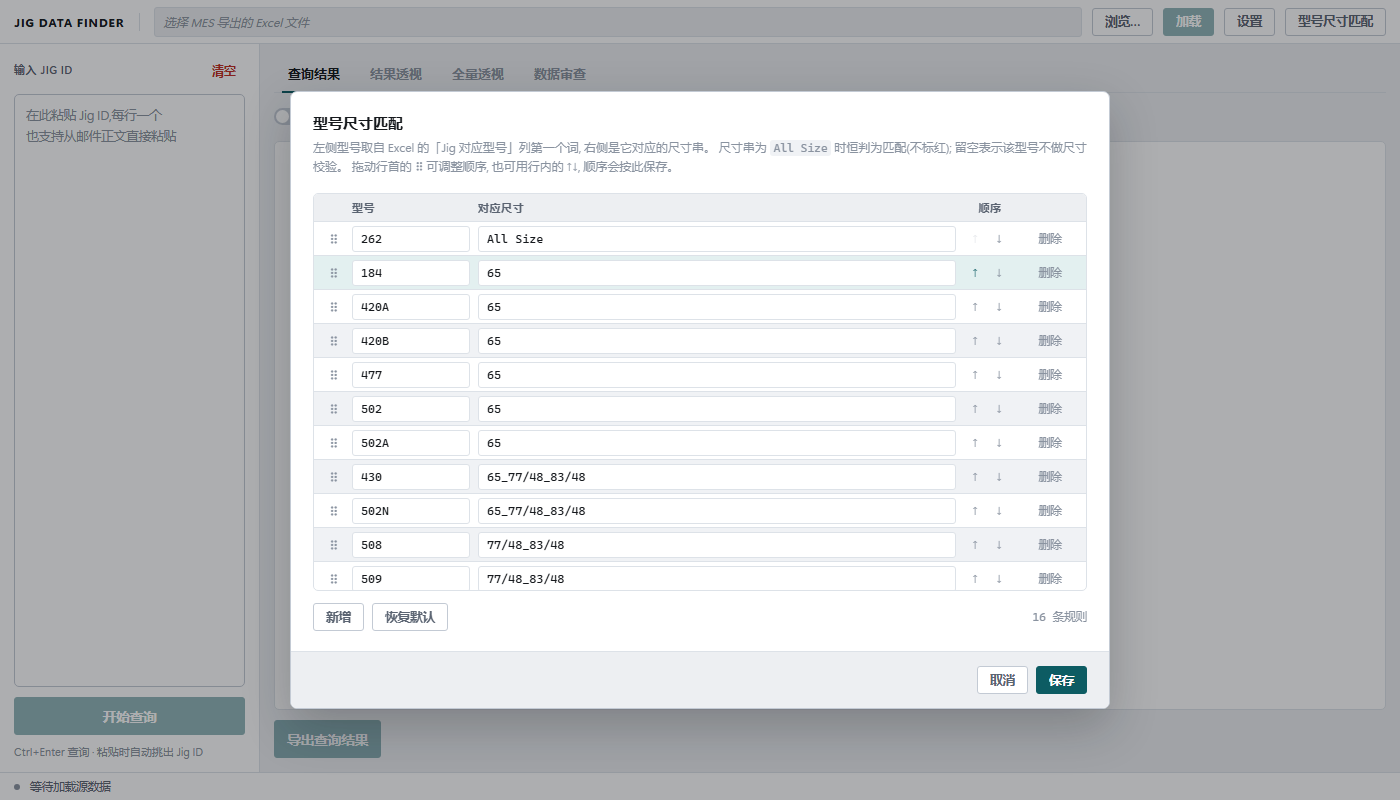 JIG DATA FINDER
选择 MES 导出的 Excel 文件
浏览...
加载
设置
型号尺寸匹配
输入 JIG ID
清空
查询结果
结果透视
全量透视
数据审查
在此粘贴 Jig ID,每行一个
也支持从邮件正文直接粘贴
型号尺寸匹配
左侧型号取自 Excel 的「Jig 对应型号」列第一个词, 右侧是它对应的尺寸串。 尺寸串为 All Size 时恒判为匹配(不标红); 留空表示该型号不做尺寸
校验。 拖动行首的 ⠿ 可调整顺序, 也可用行内的 ↑↓, 顺序会按此保存。
型号 对应尺寸 顺序
⠿ 262 All Size ↑ ↓ 删除
⠿ 184 65 ↑ ↓ 删除
⠿ 420A 65 ↑ ↓ 删除
⠿ 420B 65 ↑ ↓ 删除
⠿ 477 65 ↑ ↓ 删除
⠿ 502 65 ↑ ↓ 删除
⠿ 502A 65 ↑ ↓ 删除
⠿ 430 65_77/48_83/48 ↑ ↓ 删除
⠿ 502N 65_77/48_83/48 ↑ ↓ 删除
⠿ 508 77/48_83/48 ↑ ↓ 删除
⠿ 509 77/48_83/48 ↑ ↓ 删除
新增
恢复默认
16 条规则
取消
保存
开始查询
Ctrl+Enter 查询 · 粘贴时自动挑出 Jig ID
导出查询结果
等待加载源数据